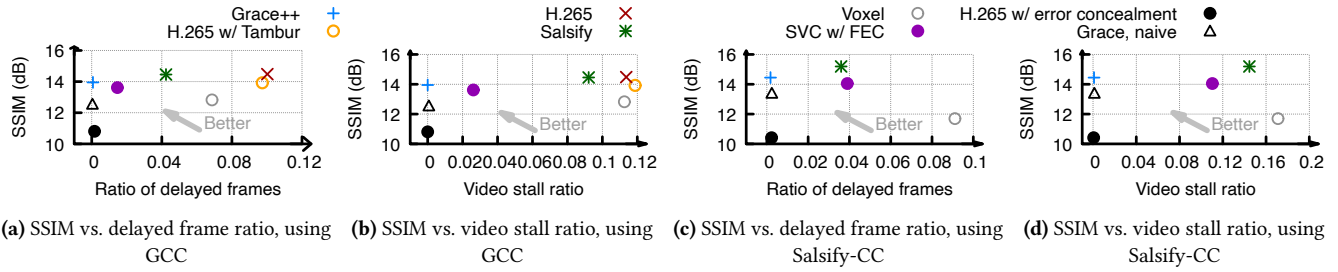 Grace++ H.265 Voxel H.265 w/ error concealment
H.265 w/ Tambur Salsify SVC w/ FEC Grace, naive
SSIM (dB)
16
14
12
10
Better
0 0.04 0.08 0.12
Ratio of delayed frames
(a) SSIM vs. delayed frame ratio, using
GCC
SSIM (dB)
16
14
12
10
Better
0 0.020 0.04 0.06 0.08 0.1 0.12
Video stall ratio
(b) SSIM vs. video stall ratio, using
GCC
SSIM (dB)
16
14
12
10
Better
0 0.02 0.04 0.06 0.08 0.1
Ratio of delayed frames
(c) SSIM vs. delayed frame ratio, using
Salsify-CC
SSIM (dB)
16
14
12
10
Better
0 0.04 0.08 0.12 0.16 0.2
Video stall ratio
(d) SSIM vs. video stall ratio, using
Salsify-CC